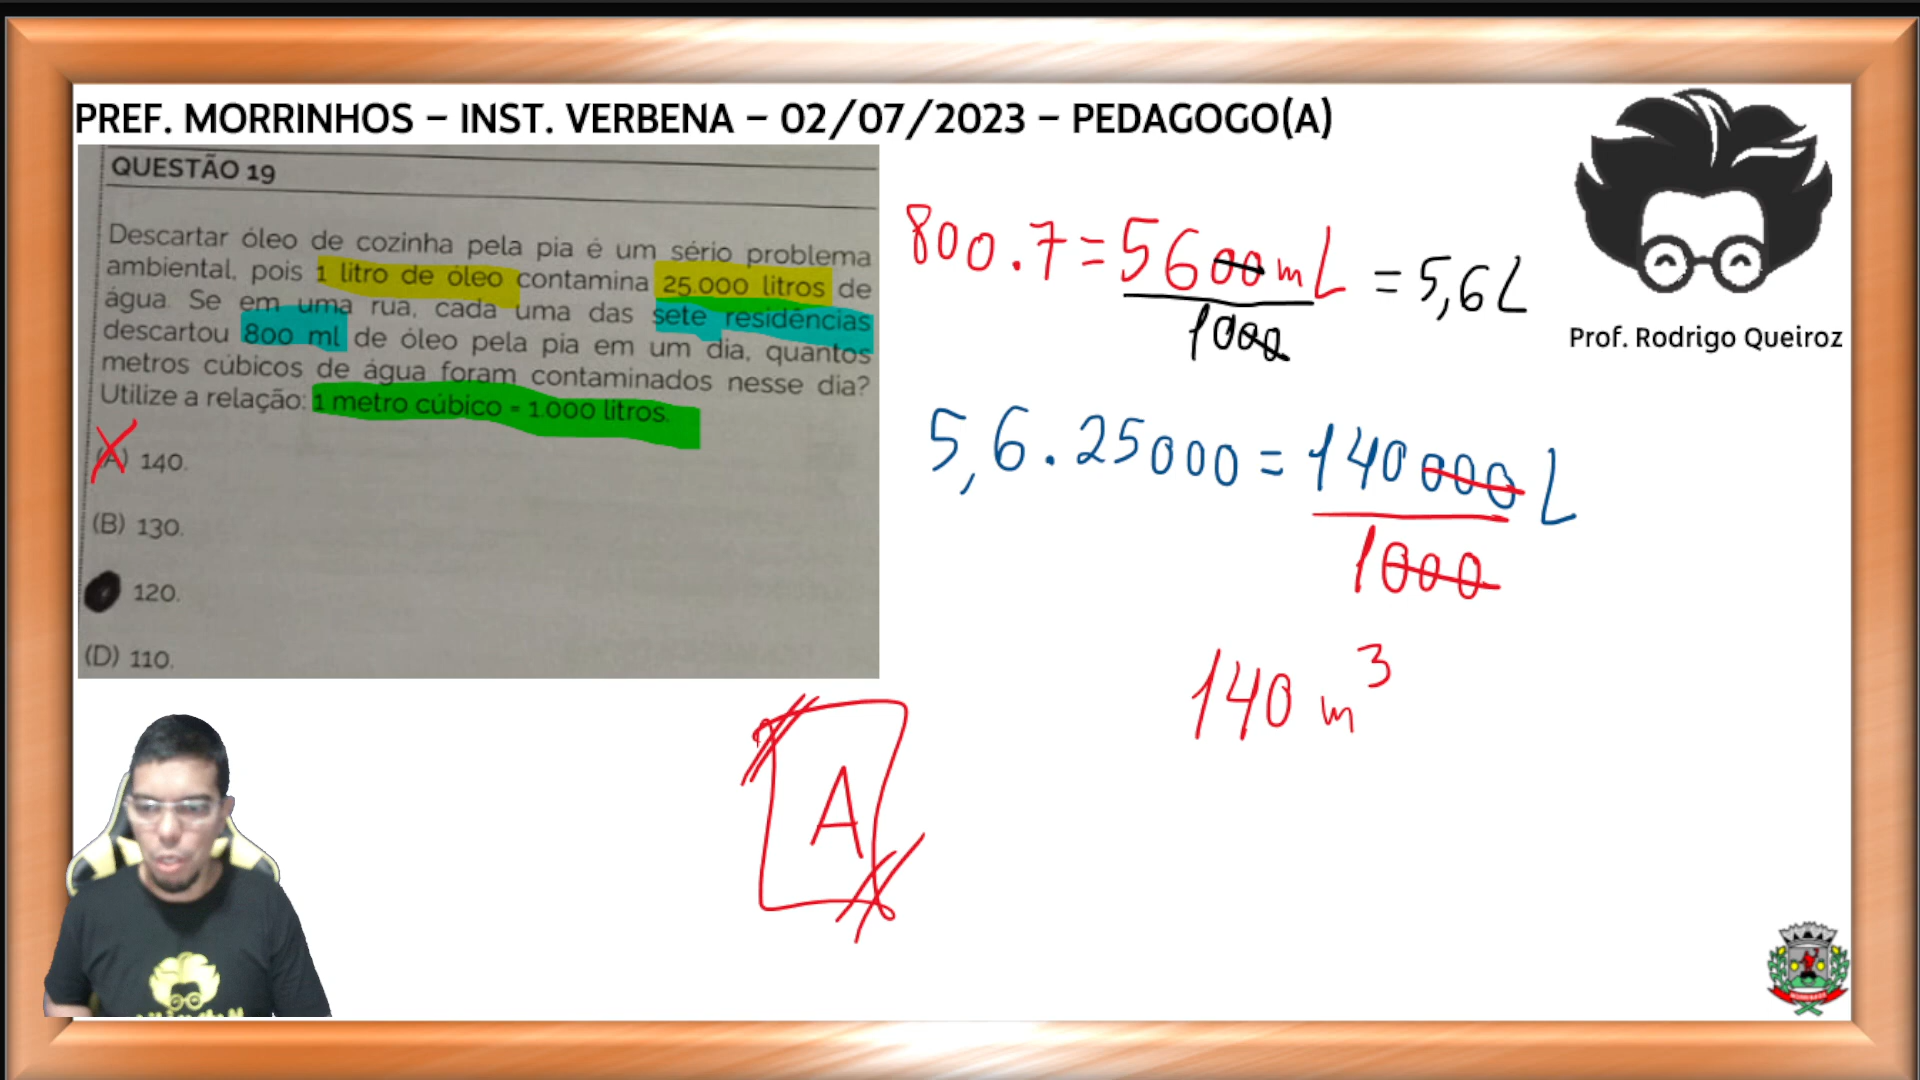 PREF. MORRINHOS – INST. VERBENA – 02/07/2023 – PEDAGOGO(A)
QUESTÃO 19
Descartar óleo de cozinha pela pia é um sério problema
ambiental, pois 1 litro de óleo contamina 25.000 litros de
água. Se em uma rua, cada uma das sete residências
descartou 800 ml de óleo pela pia em um dia, quantos
metros cúbicos de água foram contaminados nesse dia?
Utilize a relação: 1 metro cúbico = 1.000 litros.
(A) 140.
(B) 130.
120.
(D) 110.
800.7=5600mL = 5,6L
1000
5,6.25000=140000L
1000
140 m³
A
Prof. Rodrigo Queiroz